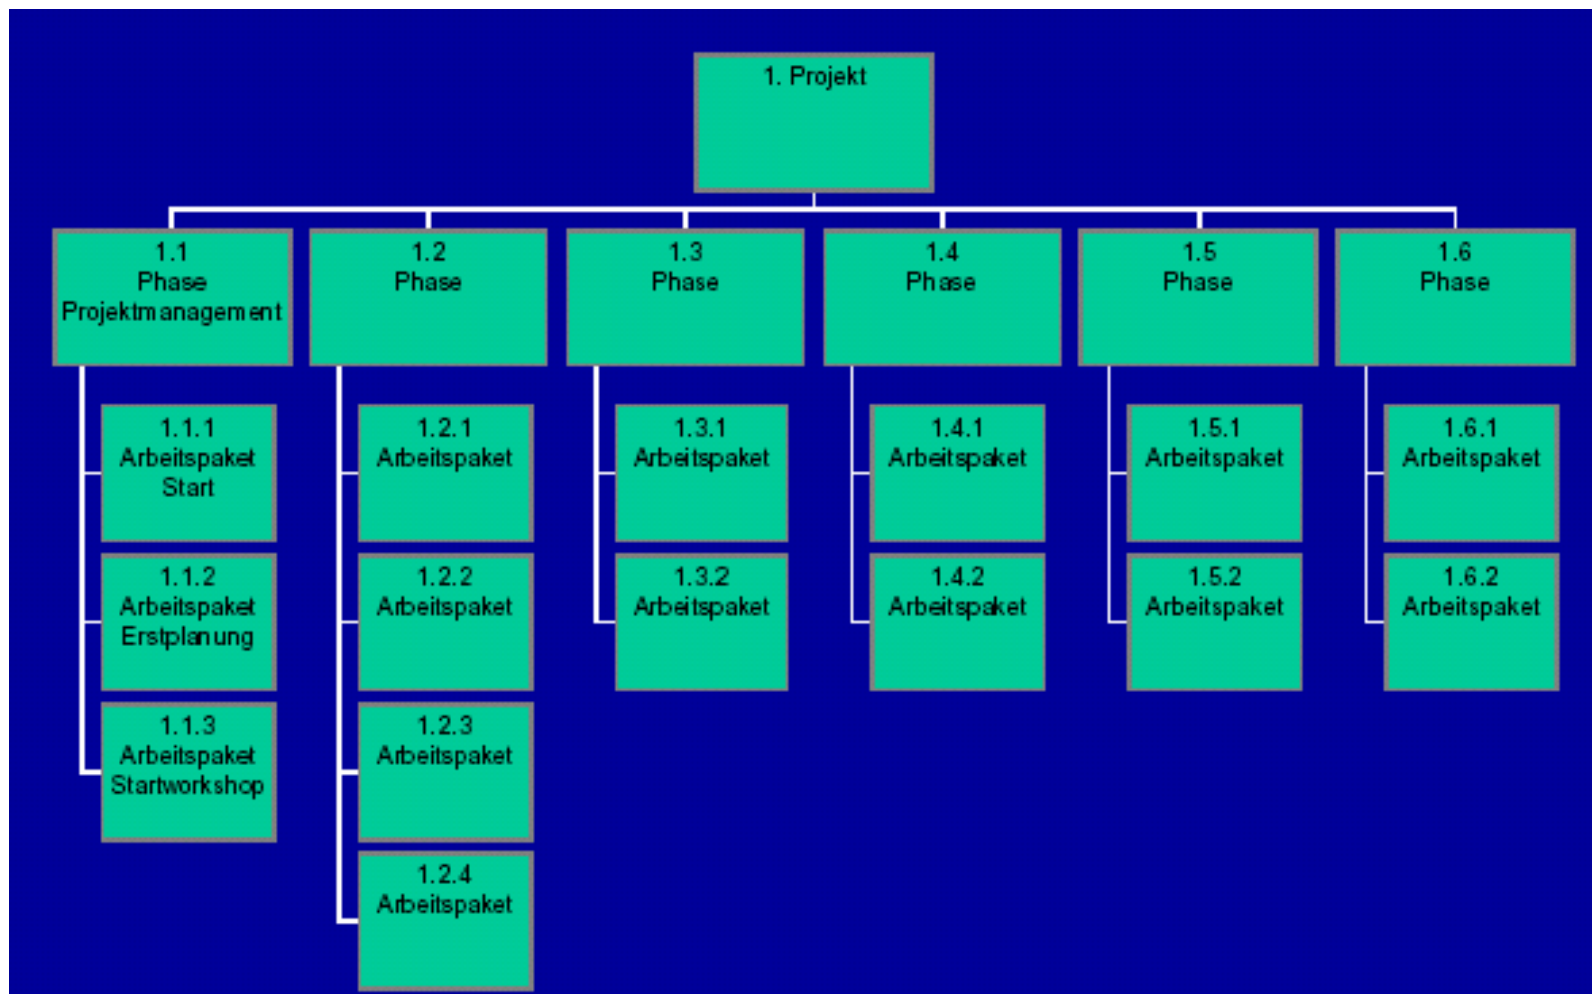 1. Projekt
1.1
Phase
Projektmanagement
1.2
Phase
1.3
Phase
1.4
Phase
1.5
Phase
1.6
Phase
1.1.1
Arbeitspaket
Start
1.2.1
Arbeitspaket
1.3.1
Arbeitspaket
1.4.1
Arbeitspaket
1.5.1
Arbeitspaket
1.6.1
Arbeitspaket
1.1.2
Arbeitspaket
Erstplanung
1.2.2
Arbeitspaket
1.3.2
Arbeitspaket
1.4.2
Arbeitspaket
1.5.2
Arbeitspaket
1.6.2
Arbeitspaket
1.1.3
Arbeitspaket
Startworkshop
1.2.3
Arbeitspaket
1.2.4
Arbeitspaket